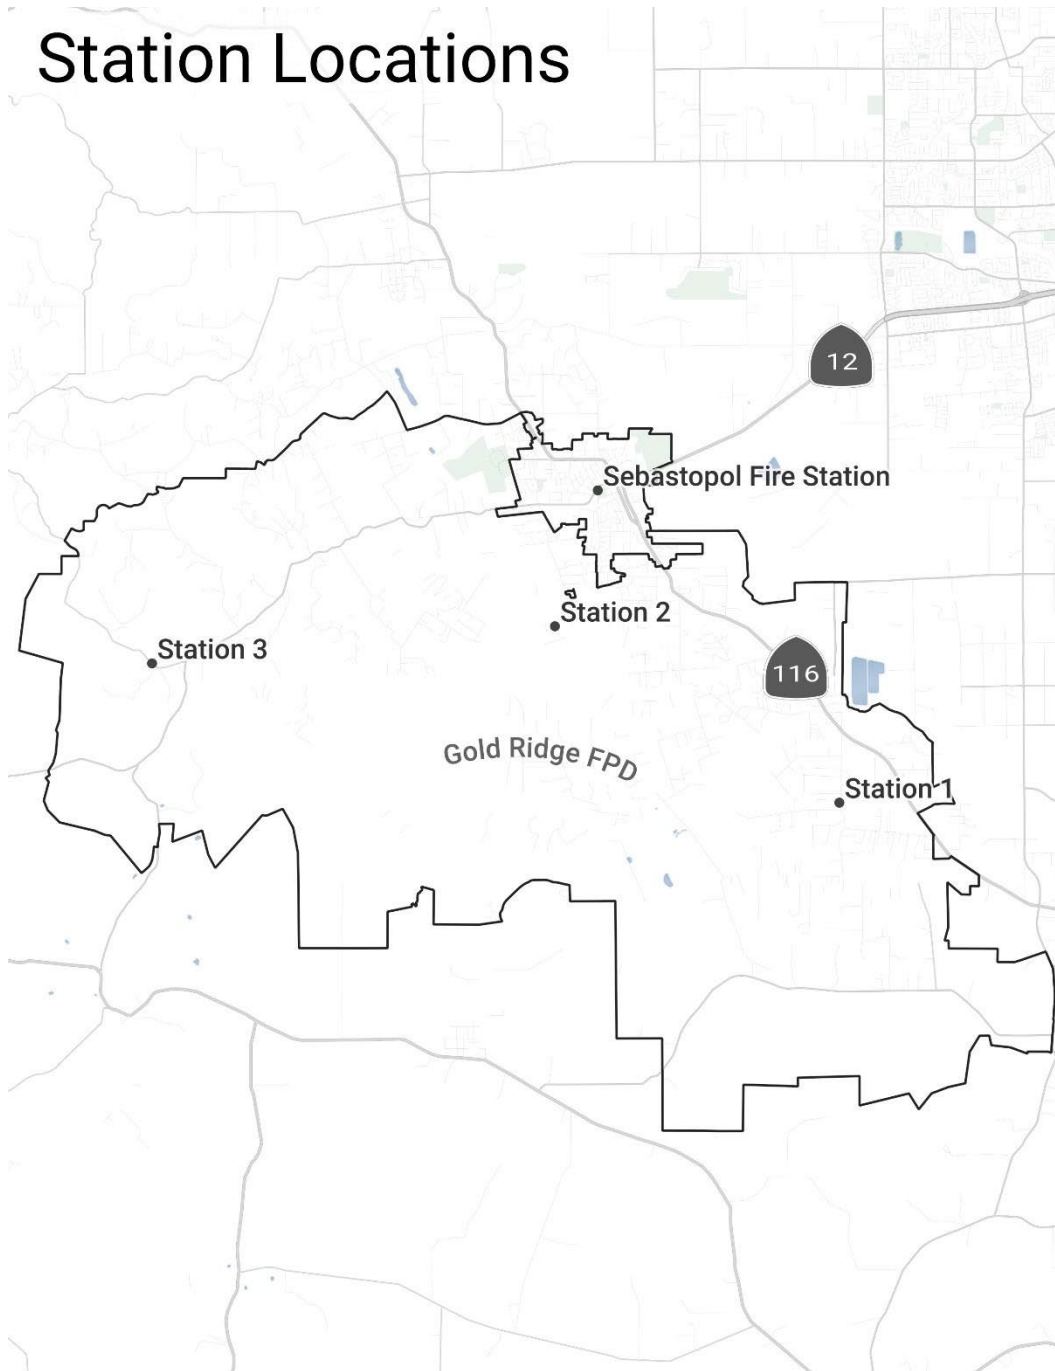 Station Locations
12
Sebastopol Fire Station
Station 2
Station 3
116
Gold Ridge FPD
Station 1